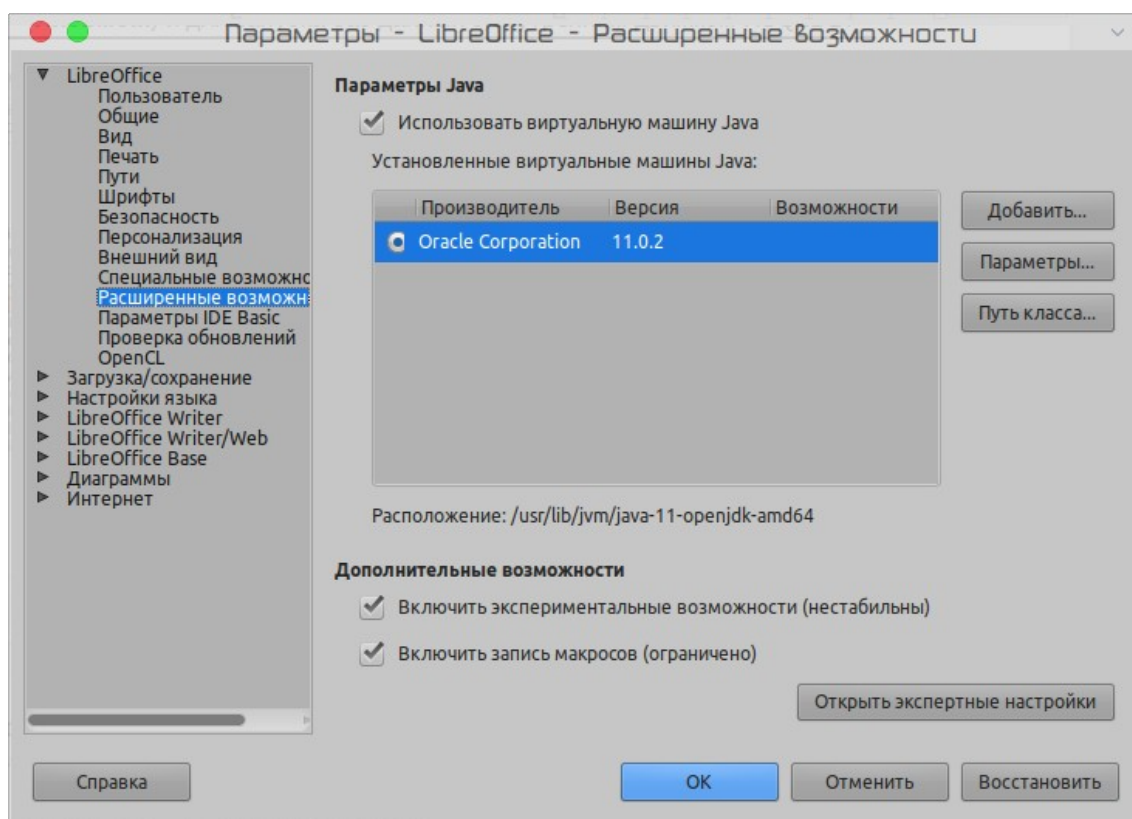 Параметры - LibreOffice - Расширенные возможности
LibreOffice
Пользователь
Общие
Вид
Печать
Пути
Шрифты
Безопасность
Персонализация
Внешний вид
Специальные возможнс
Расширенные возможн
Параметры IDE Basic
Проверка обновлений
OpenCL
Загрузка/сохранение
Настройки языка
LibreOffice Writer
LibreOffice Writer/Web
LibreOffice Base
Диаграммы
Интернет
Параметры Java
Использовать виртуальную машину Java
Установленные виртуальные машины Java:
Производитель Версия Возможности
Oracle Corporation 11.0.2
Добавить...
Параметры...
Путь класса...
Расположение: /usr/lib/jvm/java-11-openjdk-amd64
Дополнительные возможности
Включить экспериментальные возможности (нестабильны)
Включить запись макросов (ограничено)
Открыть экспертные настройки
Справка
ОК
Отменить
Восстановить